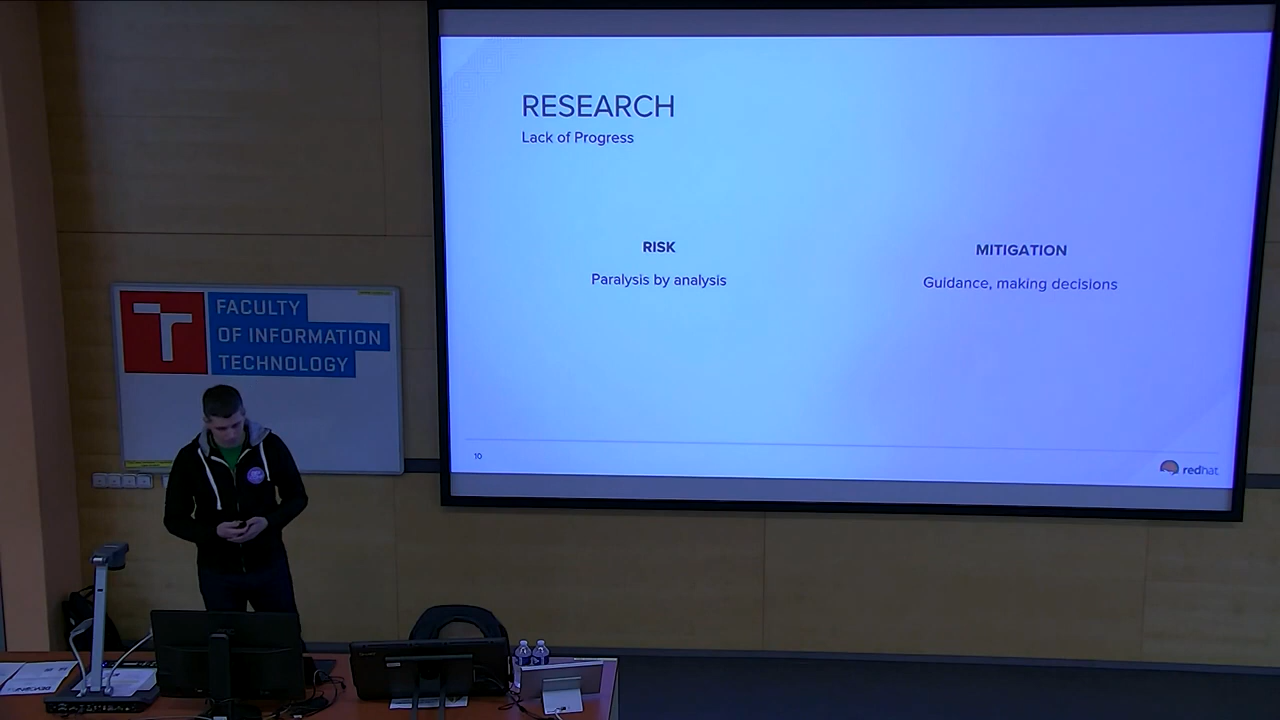 RESEARCH
Lack of Progress
RISK
Paralysis by analysis
MITIGATION
Guidance, making decisions
10
redhat
FACULTY
OF INFORMATION
TECHNOLOGY